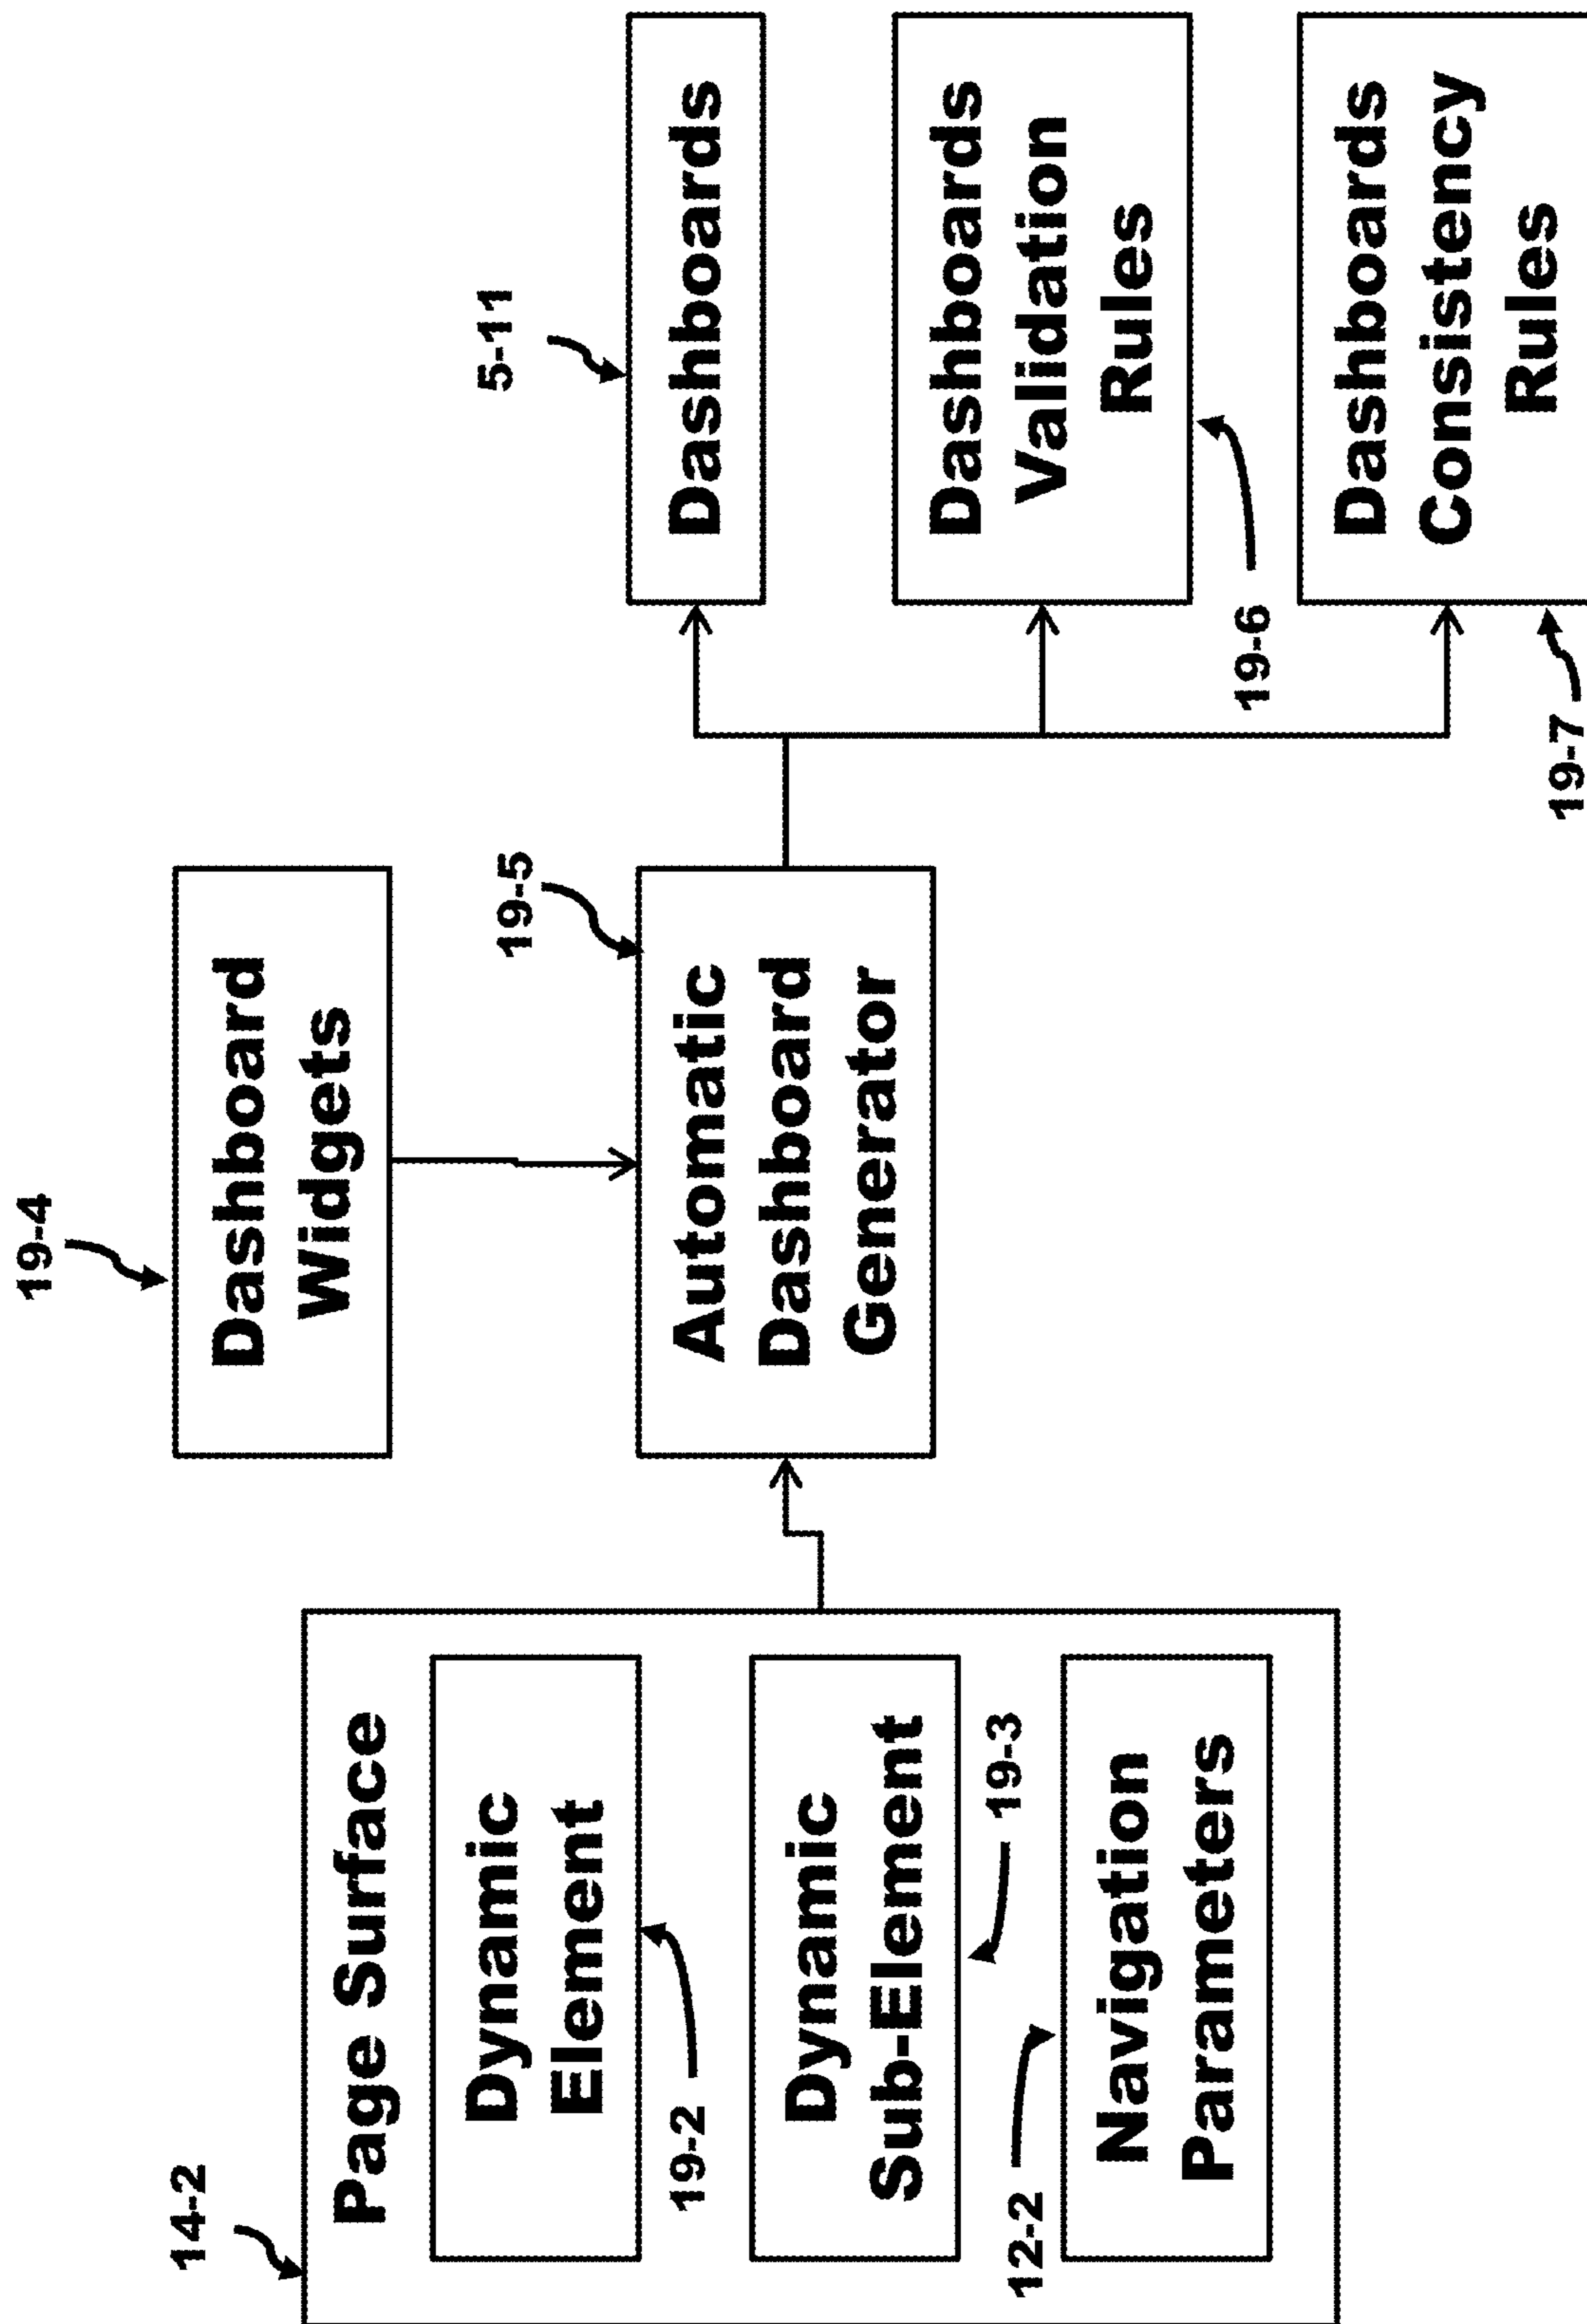 14-2
Page Surface
Dynamic
Element
19-2
Dynamic
Sub-Element
19-3
12-2
Navigation
Parameters
19-4
Dashboard
Widgets
19-5
Automatic
Dashboard
Generator
5-11
Dashboards
Dashboards
Validation
Rules
19-6
Dashboards
Consistency
Rules
19-7